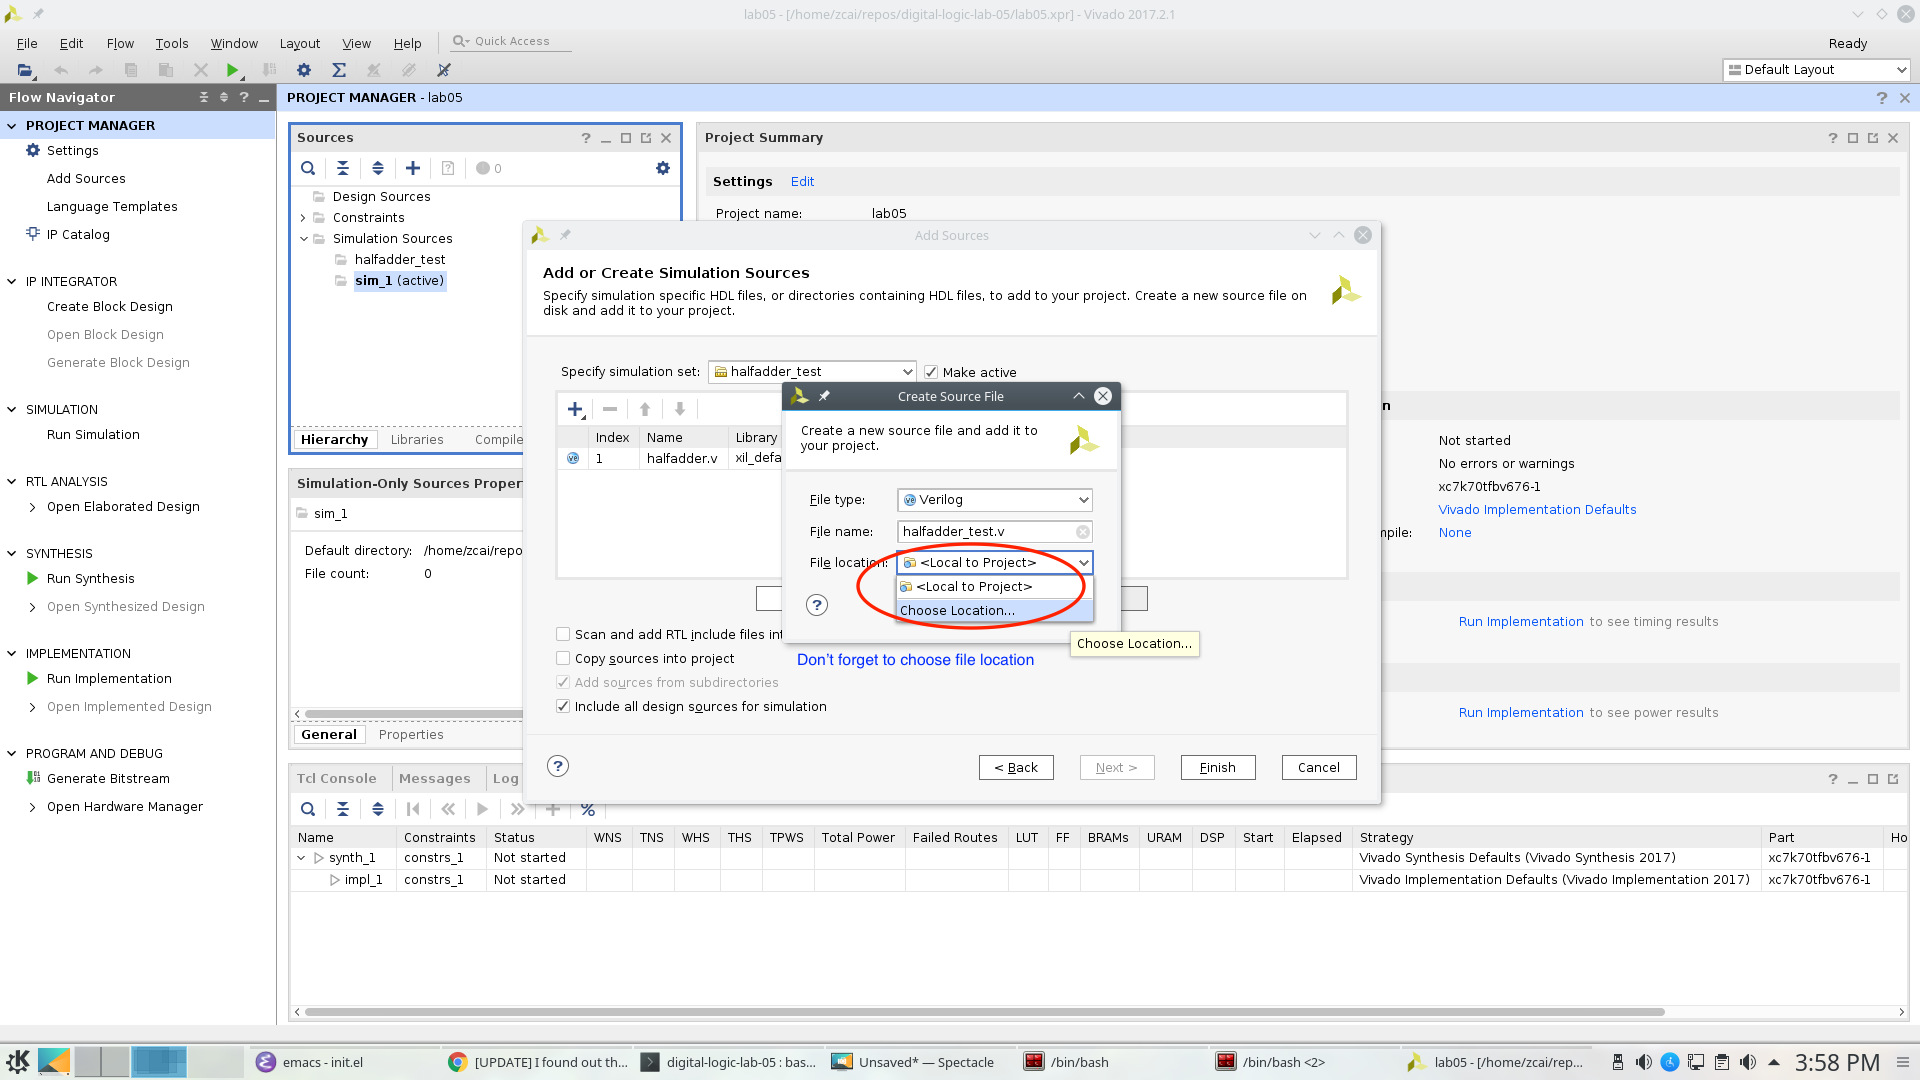 lab05 - [/home/zcai/repos/digital-logic-lab-05/lab05.xpr] - Vivado 2017.2.1
File Edit Flow Tools Window Layout View Help Quick Access Ready
Default Layout
Flow Navigator
PROJECT MANAGER - lab05
PROJECT MANAGER
Settings
Add Sources
Language Templates
IP Catalog
IP INTEGRATOR
Create Block Design
Open Block Design
Generate Block Design
SIMULATION
Run Simulation
RTL ANALYSIS
Open Elaborated Design
SYNTHESIS
Run Synthesis
Open Synthesized Design
IMPLEMENTATION
Run Implementation
Open Implemented Design
PROGRAM AND DEBUG
Generate Bitstream
Open Hardware Manager
Sources
0
Design Sources
Constraints
Simulation Sources
halfadder_test
sim_1 (active)
Hierarchy Libraries Compile
Simulation-Only Sources Proper
sim_1
Default directory: /home/zcai/repo
File count: 0
General Properties
Project Summary
Settings Edit
Project name: lab05
n
Not started
No errors or warnings
xc7k70tfbv676-1
Vivado Implementation Defaults
mpile: None
Run Implementation to see timing results
Run Implementation to see power results
Add Sources
Add or Create Simulation Sources
Specify simulation specific HDL files, or directories containing HDL files, to add to your project. Create a new source file on
disk and add it to your project.
Specify simulation set: halfadder_test Make active
Index Name Library
1 halfadder.v xil_defa
Scan and add RTL include files int
Copy sources into project
Add sources from subdirectories
Include all design sources for simulation
< Back Next > Finish Cancel
Create Source File
Create a new source file and add it to
your project.
File type: Verilog
File name: halfadder_test.v
File location: <Local to Project>
<Local to Project>
Choose Location...
Choose Location...
Don't forget to choose file location
Tcl Console Messages Log
Name Constraints Status WNS TNS WHS THS TPWS Total Power Failed Routes LUT FF BRAMs URAM DSP Start Elapsed Strategy Part Ho
synth_1 constrs_1 Not started Vivado Synthesis Defaults (Vivado Synthesis 2017) xc7k70tfbv676-1
impl_1 constrs_1 Not started Vivado Implementation Defaults (Vivado Implementation 2017) xc7k70tfbv676-1
emacs - init.el [UPDATE] I found out th... digital-logic-lab-05 : bas... Unsaved* — Spectacle /bin/bash /bin/bash <2> lab05 - [/home/zcai/rep... 3:58 PM